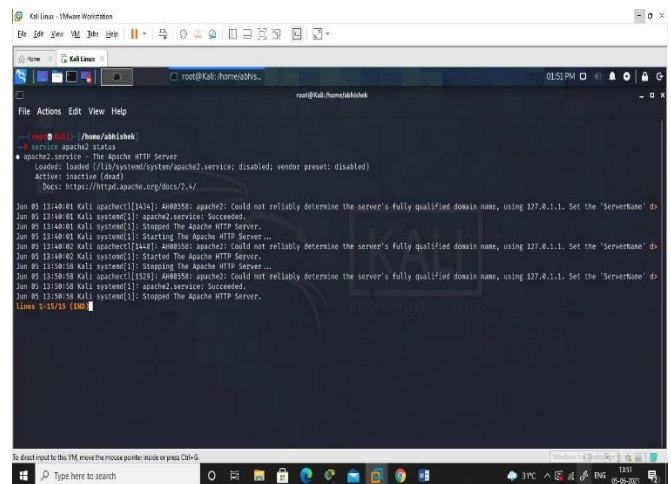 Kali Linux - VMware Workstation
File Edit View VM Tabs Help
Home Kali Linux
root@Kali: /home/abhis... 01:51 PM
root@Kali: /home/abhishek
File Actions Edit View Help
(root Kali)-[/home/abhishek]
# service apache2 status
● apache2.service - The Apache HTTP Server
Loaded: loaded (/lib/systemd/system/apache2.service; disabled; vendor preset: disabled)
Active: inactive (dead)
Docs: https://httpd.apache.org/docs/2.4/
Jun 05 13:40:01 Kali apachectl[1434]: AH00558: apache2: Could not reliably determine the server's fully qualified domain name, using 127.0.1.1. Set the 'ServerName' d>
Jun 05 13:40:01 Kali systemd[1]: apache2.service: Succeeded.
Jun 05 13:40:01 Kali systemd[1]: Stopped The Apache HTTP Server.
Jun 05 13:40:01 Kali systemd[1]: Starting The Apache HTTP Server...
Jun 05 13:40:02 Kali apachectl[1440]: AH00558: apache2: Could not reliably determine the server's fully qualified domain name, using 127.0.1.1. Set the 'ServerName' d>
Jun 05 13:40:02 Kali systemd[1]: Started The Apache HTTP Server.
Jun 05 13:50:58 Kali systemd[1]: Stopping The Apache HTTP Server...
Jun 05 13:50:58 Kali apachectl[1529]: AH00558: apache2: Could not reliably determine the server's fully qualified domain name, using 127.0.1.1. Set the 'ServerName' d>
Jun 05 13:50:58 Kali systemd[1]: apache2.service: Succeeded.
Jun 05 13:50:58 Kali systemd[1]: Stopped The Apache HTTP Server.
lines 1-15/15 (END)
KALI
BY OFFENSIVE SECURITY
To direct input to this VM, move the mouse pointer inside or press Ctrl+G.
Type here to search
31°C ENG 13:51
05-06-2021